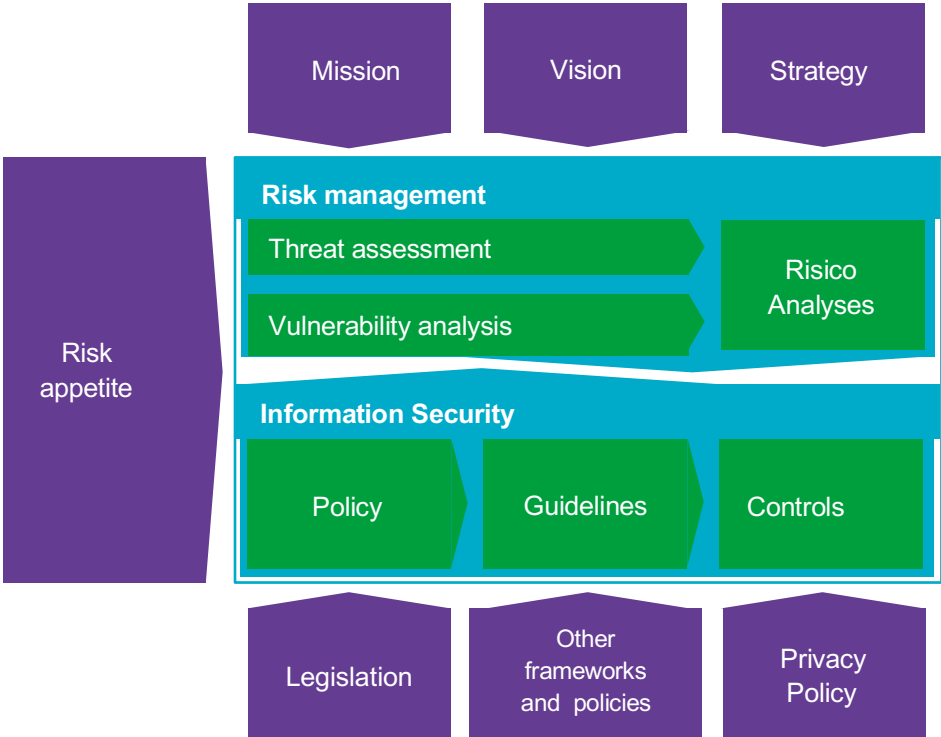 Mission
Vision
Strategy
Risk management
Threat assessment
Vulnerability analysis
Risico
Analyses
Risk
appetite
Information Security
Policy
Guidelines
Controls
Legislation
Other
frameworks
and  policies
Privacy
Policy